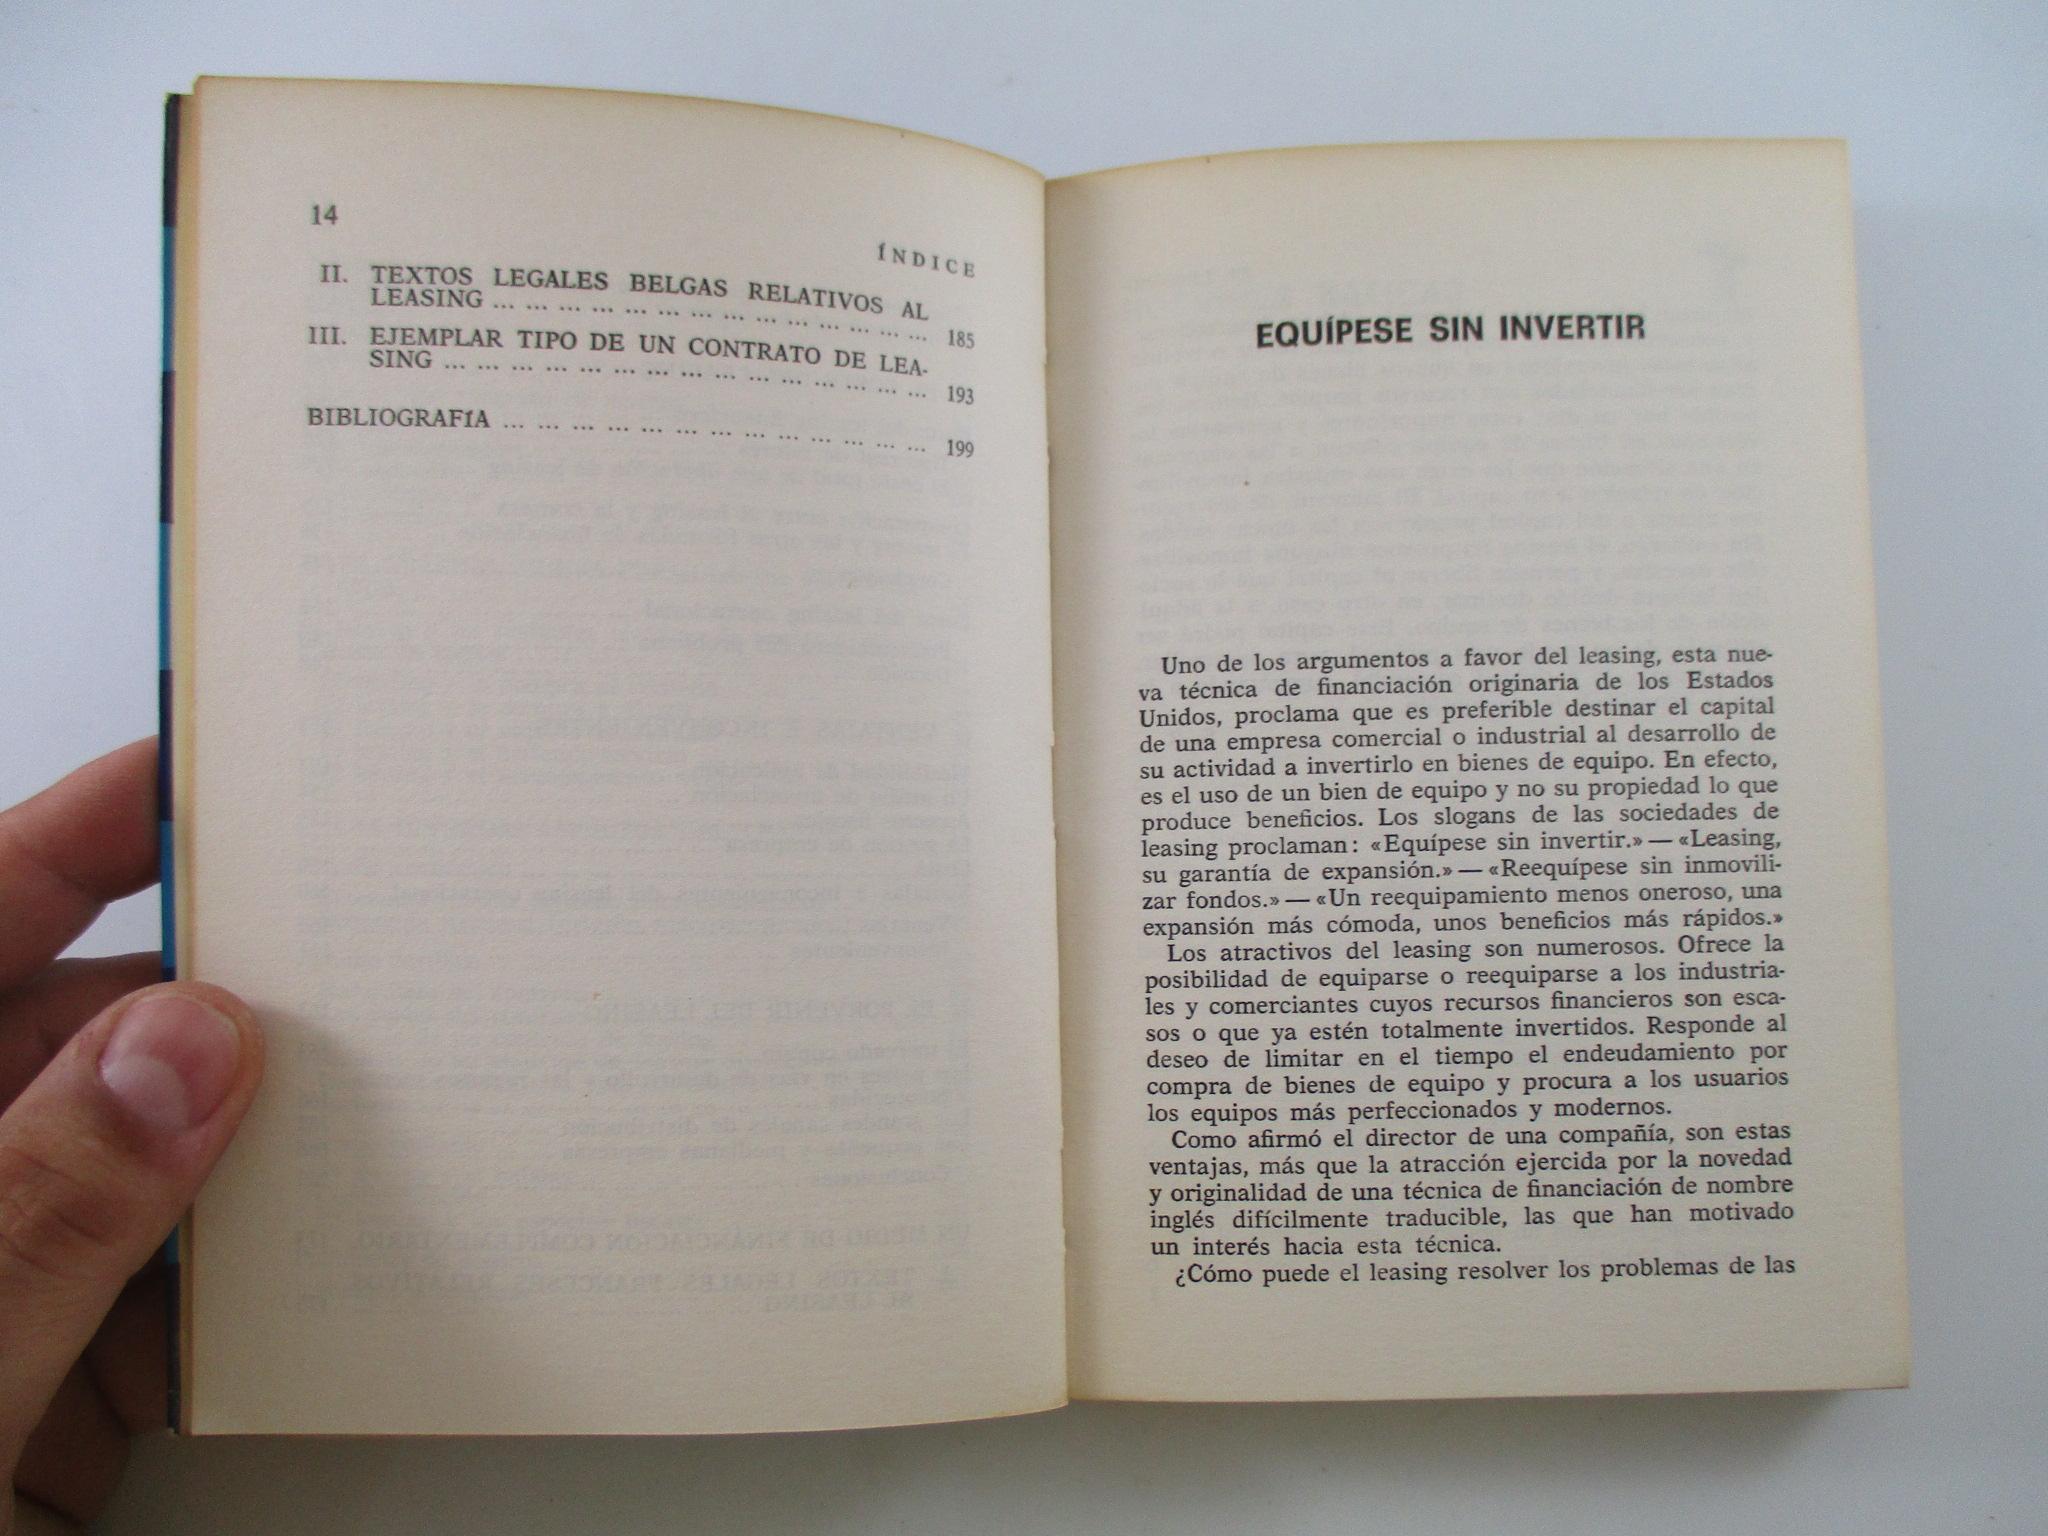 14
ÍNDICE
II. TEXTOS LEGALES BELGAS RELATIVOS AL
LEASING ... ... ... ... ... ... ... ... ... ... ... ... ... ... 185
III. EJEMPLAR TIPO DE UN CONTRATO DE LEA-
SING ... ... ... ... ... ... ... ... ... ... ... ... ... ... ... 193
BIBLIOGRAFÍA ... ... ... ... ... ... ... ... ... ... ... ... ... 199
EQUÍPESE SIN INVERTIR
Uno de los argumentos a favor del leasing, esta nue-
va técnica de financiación originaria de los Estados
Unidos, proclama que es preferible destinar el capital
de una empresa comercial o industrial al desarrollo de
su actividad a invertirlo en bienes de equipo. En efecto,
es el uso de un bien de equipo y no su propiedad lo que
produce beneficios. Los slogans de las sociedades de
leasing proclaman: «Equípese sin invertir.» — «Leasing,
su garantía de expansión.» — «Reequípese sin inmovili-
zar fondos.» — «Un reequipamiento menos oneroso, una
expansión más cómoda, unos beneficios más rápidos.»
Los atractivos del leasing son numerosos. Ofrece la
posibilidad de equiparse o reequiparse a los industria-
les y comerciantes cuyos recursos financieros son esca-
sos o que ya estén totalmente invertidos. Responde al
deseo de limitar en el tiempo el endeudamiento por
compra de bienes de equipo y procura a los usuarios
los equipos más perfeccionados y modernos.
Como afirmó el director de una compañía, son estas
ventajas, más que la atracción ejercida por la novedad
y originalidad de una técnica de financiación de nombre
inglés difícilmente traducible, las que han motivado
un interés hacia esta técnica.
¿Cómo puede el leasing resolver los problemas de las